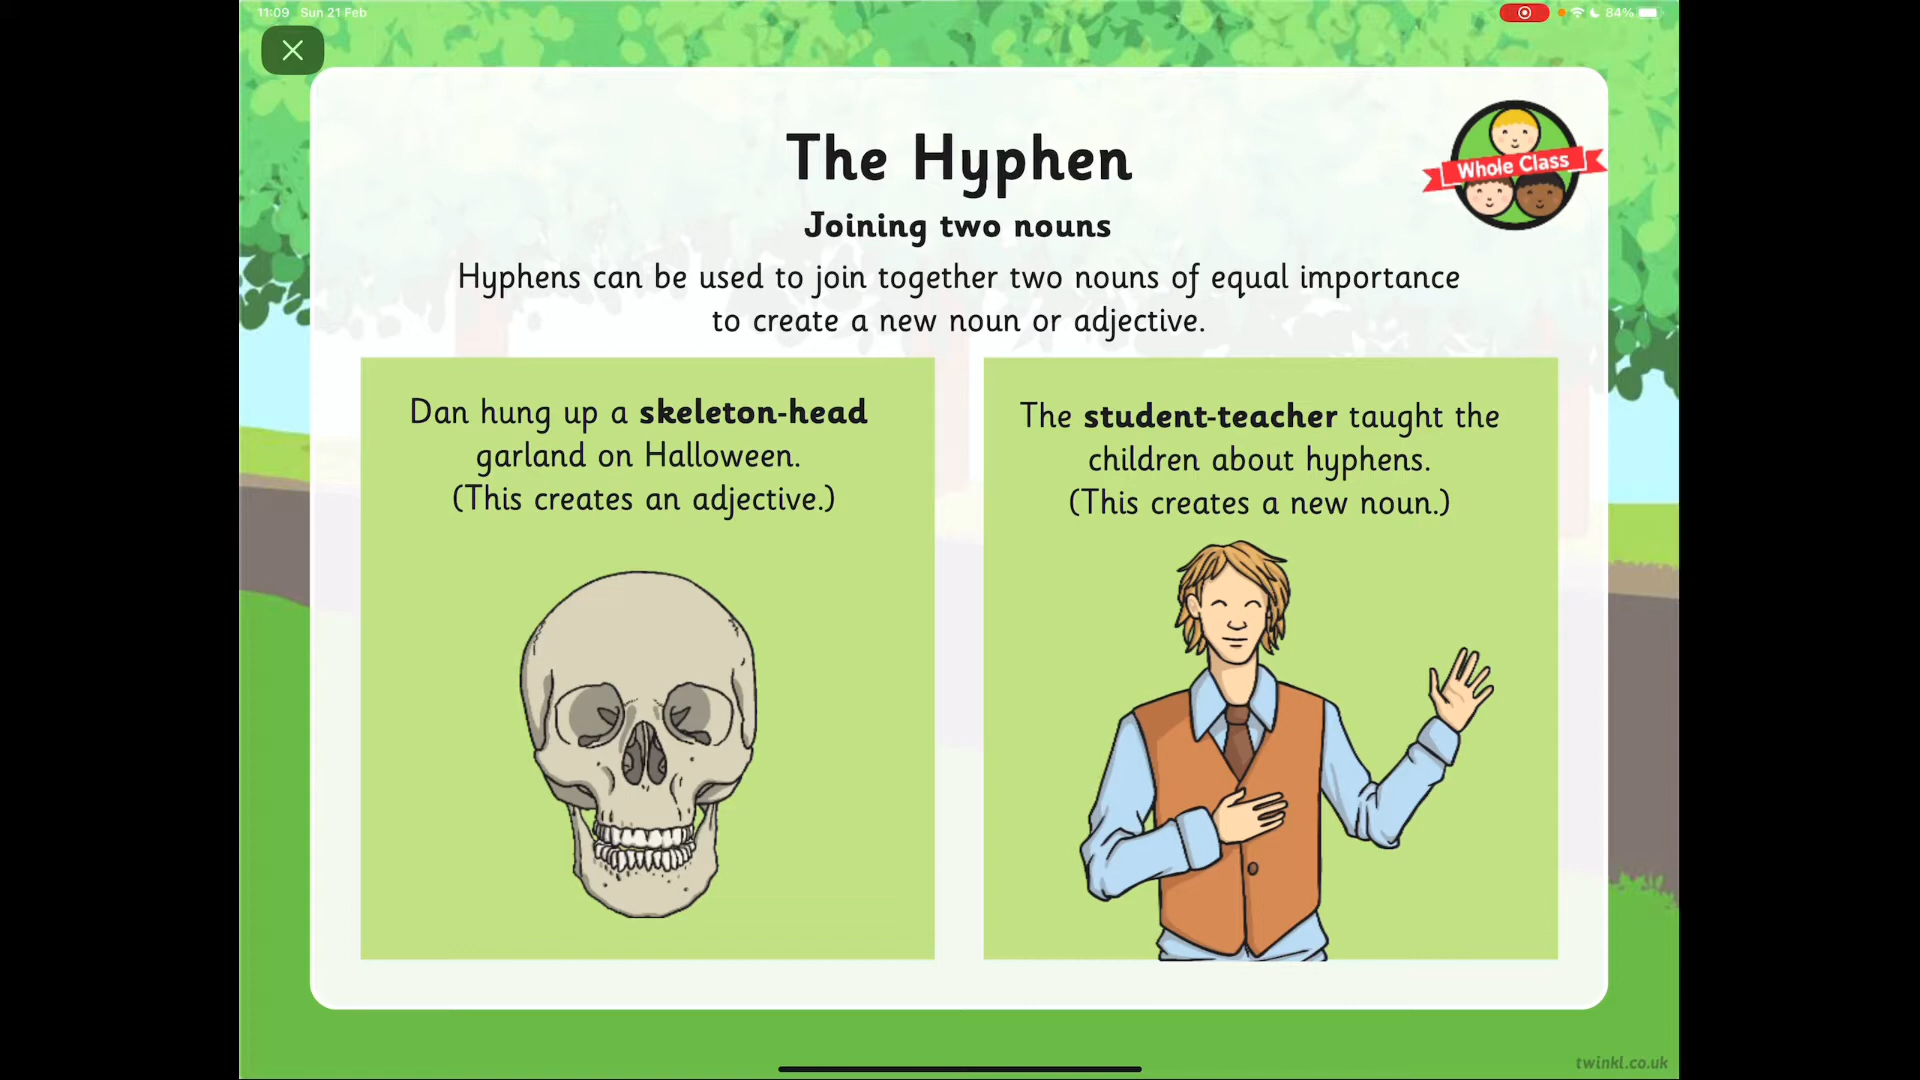 11:09 Sun 21 Feb
84%
The Hyphen
Whole Class
Joining two nouns
Hyphens can be used to join together two nouns of equal importance
to create a new noun or adjective.
Dan hung up a skeleton-head
garland on Halloween.
(This creates an adjective.)
The student-teacher taught the
children about hyphens.
(This creates a new noun.)
twinkl.co.uk